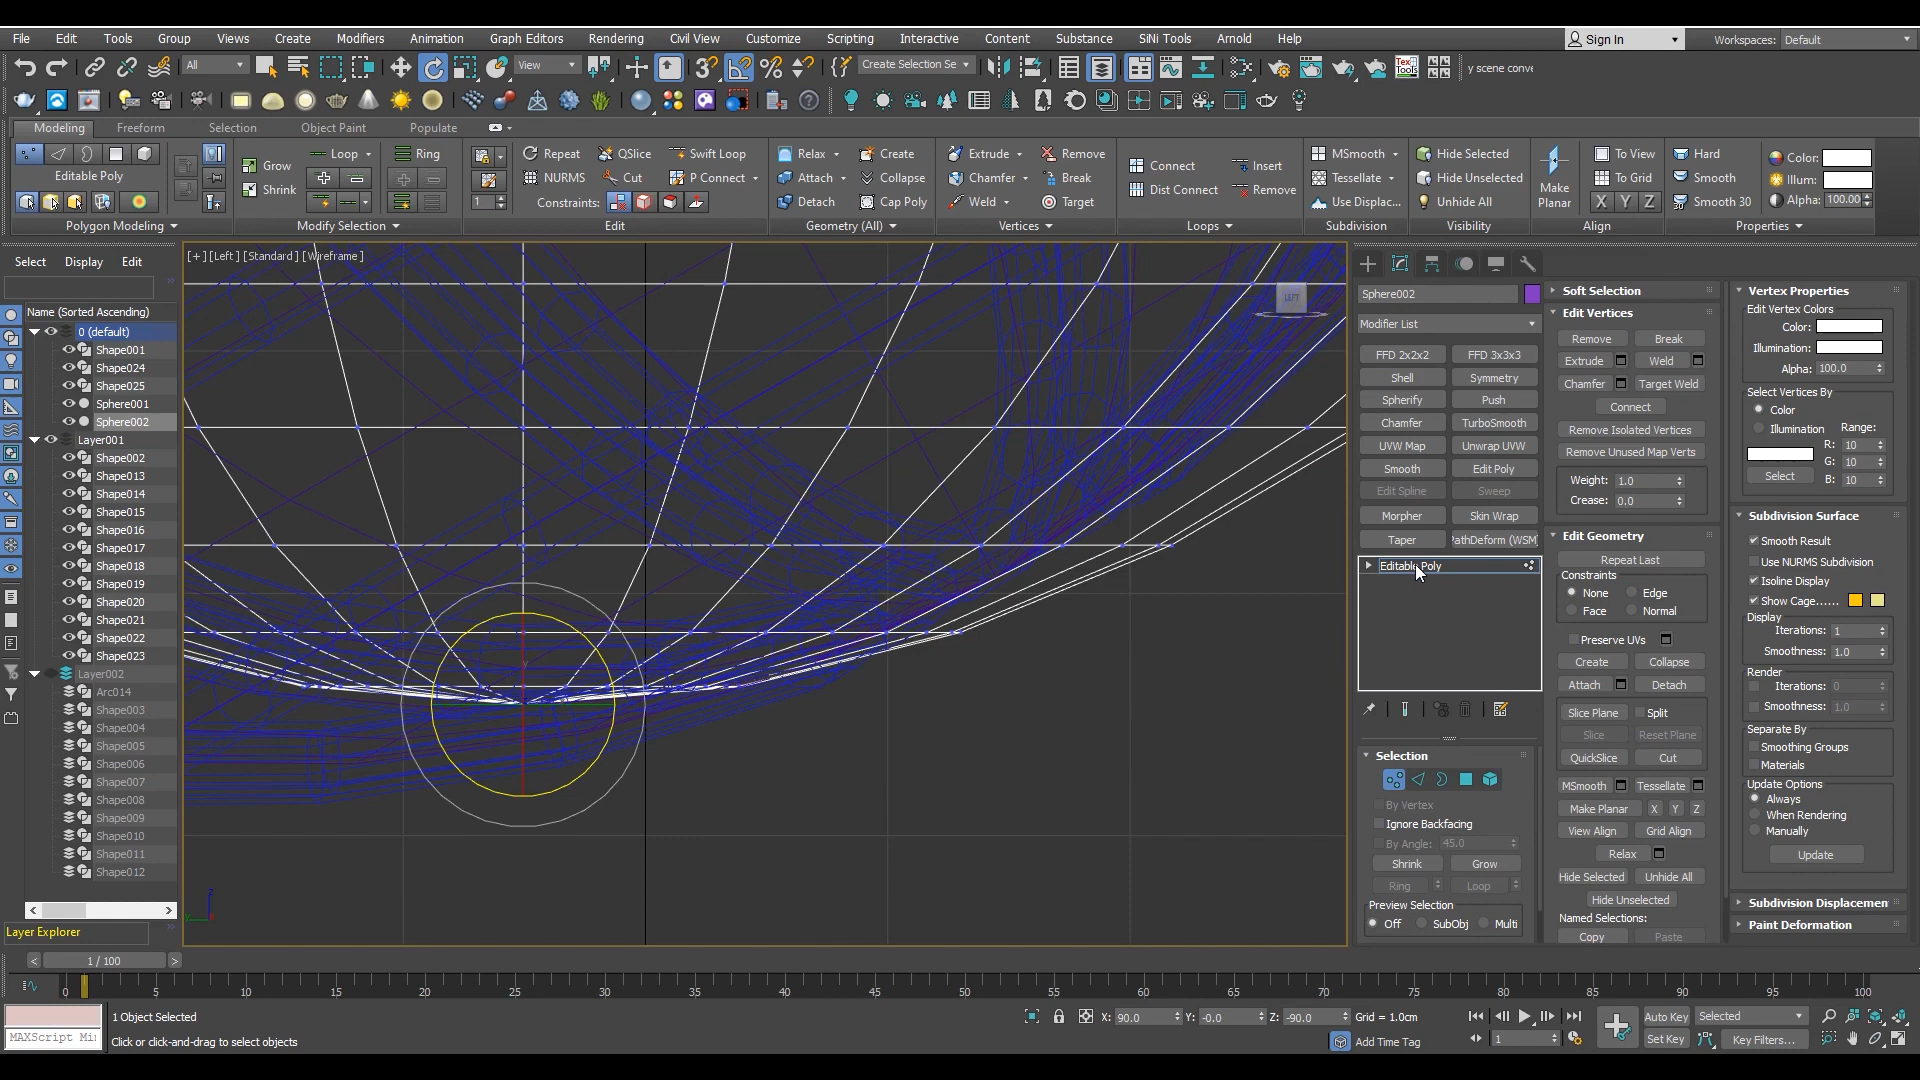 File Edit Tools Group Views Create Modifiers Animation Graph Editors Rendering Civil View Customize Scripting Interactive Content Substance SiNi Tools Arnold Help Sign In Workspaces: Default
All View Create Selection Se y scene conve
Modeling Freeform Selection Object Paint Populate
Grow Loop Ring Repeat QSlice Swift Loop Relax Create Extrude Remove Connect Insert MSmooth Hide Selected To View Hard Color:
Editable Poly Shrink NURMS Cut P Connect Attach Collapse Chamfer Break Dist Connect Remove Tessellate Hide Unselected Make Planar To Grid Smooth Illum:
1 Constraints: Detach Cap Poly Weld Target Use Displac... Unhide All X Y Z Smooth 30 Alpha: 100.00
Polygon Modeling Modify Selection Edit Geometry (All) Vertices Loops Subdivision Visibility Align Properties
Select Display Edit
Name (Sorted Ascending)
0 (default)
Shape001
Shape024
Shape025
Sphere001
Sphere002
Layer001
Shape002
Shape013
Shape014
Shape015
Shape016
Shape017
Shape018
Shape019
Shape020
Shape021
Shape022
Shape023
Layer002
Arc014
Shape003
Shape004
Shape005
Shape006
Shape007
Shape008
Shape009
Shape010
Shape011
Shape012
Layer Explorer
[+] [Left] [Standard] [Wireframe]
LEFT
Sphere002
Modifier List
FFD 2x2x2 FFD 3x3x3
Shell Symmetry
Spherify Push
Chamfer TurboSmooth
UVW Map Unwrap UVW
Smooth Edit Poly
Edit Spline Sweep
Morpher Skin Wrap
Taper PathDeform (WSM)
Editable Poly
Selection
By Vertex
Ignore Backfacing
By Angle: 45.0
Shrink Grow
Ring Loop
Preview Selection
Off SubObj Multi
Soft Selection
Edit Vertices
Remove Break
Extrude Weld
Chamfer Target Weld
Connect
Remove Isolated Vertices
Remove Unused Map Verts
Weight: 1.0
Crease: 0.0
Edit Geometry
Repeat Last
Constraints
None Edge
Face Normal
Preserve UVs
Create Collapse
Attach Detach
Slice Plane Split
Slice Reset Plane
QuickSlice Cut
MSmooth Tessellate
Make Planar X Y Z
View Align Grid Align
Relax
Hide Selected Unhide All
Hide Unselected
Named Selections:
Copy Paste
Vertex Properties
Edit Vertex Colors
Color:
Illumination:
Alpha: 100.0
Select Vertices By
Color
Illumination Range:
R: 10
G: 10
Select B: 10
Subdivision Surface
Smooth Result
Use NURMS Subdivision
Isoline Display
Show Cage......
Display
Iterations: 1
Smoothness: 1.0
Render
Iterations: 0
Smoothness: 1.0
Separate By
Smoothing Groups
Materials
Update Options
Always
When Rendering
Manually
Update
Subdivision Displacement
Paint Deformation
< 1 / 100 >
0 5 10 15 20 25 30 35 40 45 50 55 60 65 70 75 80 85 90 95 100
1 Object Selected X: 90.0 Y: -0.0 Z: -90.0 Grid = 1.0cm Auto Key Selected
MAXScript Mi Click or click-and-drag to select objects Add Time Tag 1 Set Key Key Filters...